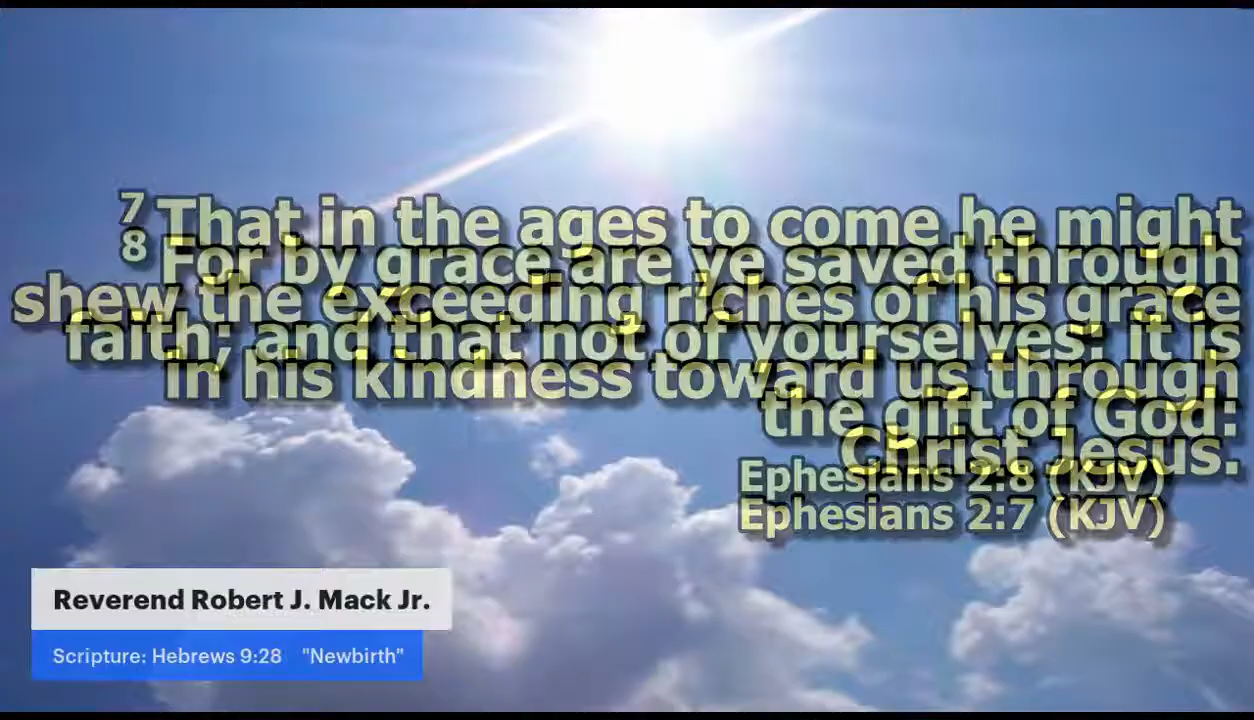 7 That in the ages to come he might
8 For by grace are ye saved through
shew the exceeding riches of his grace
faith; and that not of yourselves: it is
in his kindness toward us through
the gift of God:
Christ Jesus.
Ephesians 2:8 (KJV)
Ephesians 2:7 (KJV)
Reverend Robert J. Mack Jr.
Scripture: Hebrews 9:28 "Newbirth"